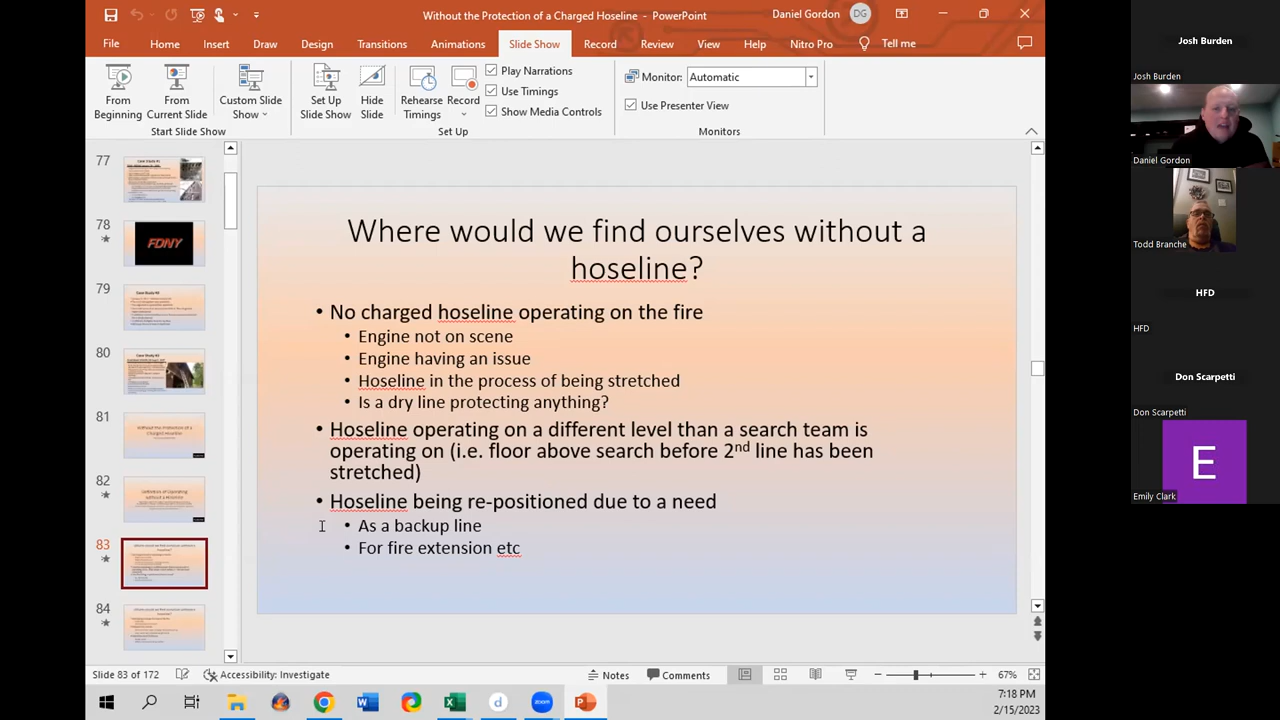 Without the Protection of a Charged Hoseline - PowerPoint
Daniel Gordon
DG
File
Home
Insert
Draw
Design
Transitions
Animations
Slide Show
Record
Review
View
Help
Nitro Pro
Tell me
From
Beginning
From
Current Slide
Custom Slide
Show
Start Slide Show
Set Up
Slide Show
Hide
Slide
Rehearse
Timings
Record
Play Narrations
Use Timings
Show Media Controls
Set Up
Monitor:
Automatic
Use Presenter View
Monitors
77
78
FDNY
79
80
81
82
83
84
Where would we find ourselves without a
hoseline?
• No charged hoseline operating on the fire
• Engine not on scene
• Engine having an issue
• Hoseline in the process of being stretched
• Is a dry line protecting anything?
• Hoseline operating on a different level than a search team is
operating on (i.e. floor above search before 2nd line has been
stretched)
• Hoseline being re-positioned due to a need
• As a backup line
• For fire extension etc
Slide 83 of 172
Accessibility: Investigate
Notes
Comments
67%
7:18 PM
2/15/2023
Josh Burden
Josh Burden
Daniel Gordon
Todd Branche
HFD
HFD
Don Scarpetti
Don Scarpetti
E
Emily Clark